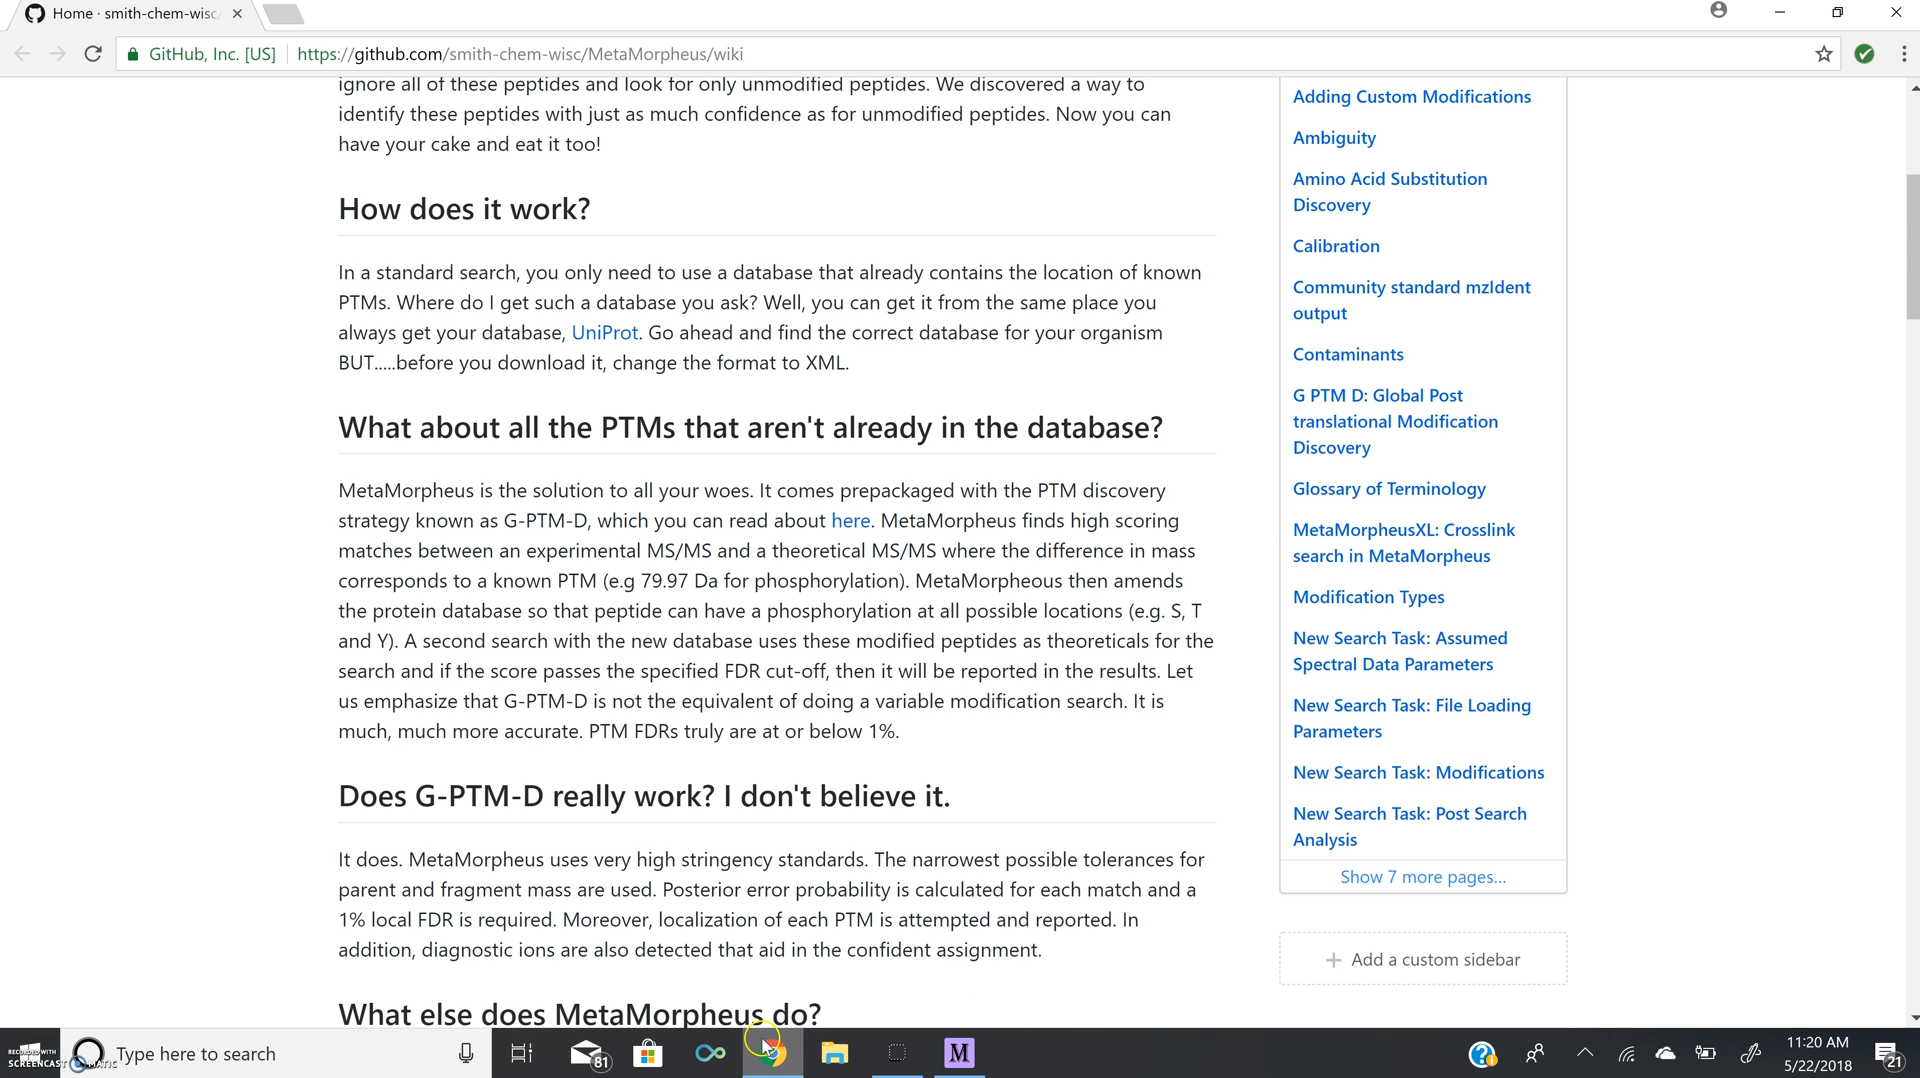 Home · smith-chem-wisc
GitHub, Inc. [US]
https://github.com/smith-chem-wisc/MetaMorpheus/wiki
ignore all of these peptides and look for only unmodified peptides. We discovered a way to
identify these peptides with just as much confidence as for unmodified peptides. Now you can
have your cake and eat it too!
How does it work?
In a standard search, you only need to use a database that already contains the location of known
PTMs. Where do I get such a database you ask? Well, you can get it from the same place you
always get your database, UniProt. Go ahead and find the correct database for your organism
BUT.....before you download it, change the format to XML.
What about all the PTMs that aren't already in the database?
MetaMorpheus is the solution to all your woes. It comes prepackaged with the PTM discovery
strategy known as G-PTM-D, which you can read about here. MetaMorpheus finds high scoring
matches between an experimental MS/MS and a theoretical MS/MS where the difference in mass
corresponds to a known PTM (e.g 79.97 Da for phosphorylation). MetaMorpheous then amends
the protein database so that peptide can have a phosphorylation at all possible locations (e.g. S, T
and Y). A second search with the new database uses these modified peptides as theoreticals for the
search and if the score passes the specified FDR cut-off, then it will be reported in the results. Let
us emphasize that G-PTM-D is not the equivalent of doing a variable modification search. It is
much, much more accurate. PTM FDRs truly are at or below 1%.
Does G-PTM-D really work? I don't believe it.
It does. MetaMorpheus uses very high stringency standards. The narrowest possible tolerances for
parent and fragment mass are used. Posterior error probability is calculated for each match and a
1% local FDR is required. Moreover, localization of each PTM is attempted and reported. In
addition, diagnostic ions are also detected that aid in the confident assignment.
What else does MetaMorpheus do?
Adding Custom Modifications
Ambiguity
Amino Acid Substitution
Discovery
Calibration
Community standard mzIdent
output
Contaminants
G PTM D: Global Post
translational Modification
Discovery
Glossary of Terminology
MetaMorpheusXL: Crosslink
search in MetaMorpheus
Modification Types
New Search Task: Assumed
Spectral Data Parameters
New Search Task: File Loading
Parameters
New Search Task: Modifications
New Search Task: Post Search
Analysis
Show 7 more pages...
+ Add a custom sidebar
RECORDED WITH
SCREENCAST MATIC
Type here to search
81
M
11:20 AM
5/22/2018
21